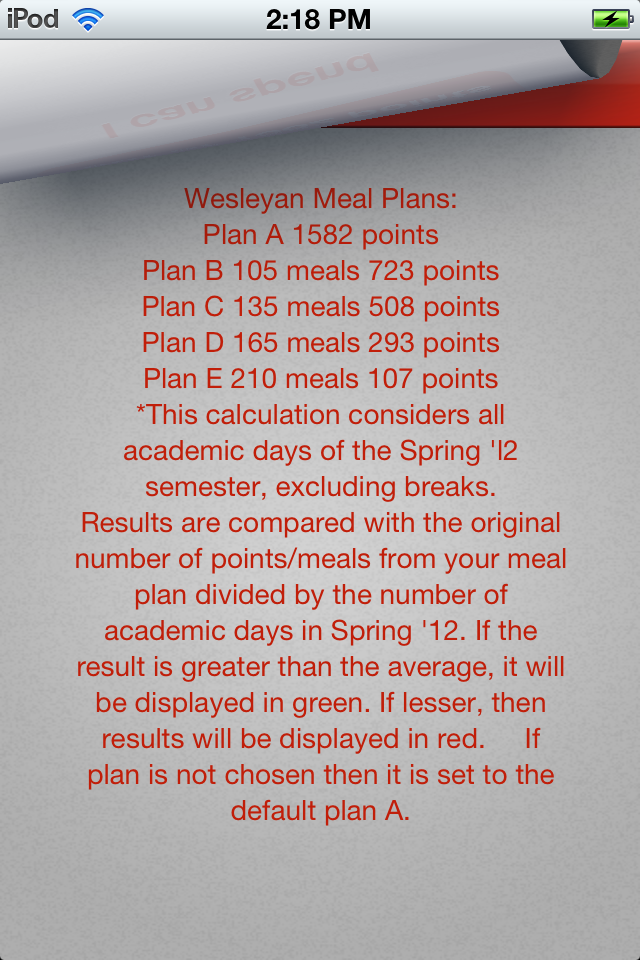 iPod 2:18 PM
I can spend
Wesleyan Meal Plans:
Plan A 1582 points
Plan B 105 meals 723 points
Plan C 135 meals 508 points
Plan D 165 meals 293 points
Plan E 210 meals 107 points
*This calculation considers all
academic days of the Spring 'l2
semester, excluding breaks.
Results are compared with the original
number of points/meals from your meal
plan divided by the number of
academic days in Spring '12. If the
result is greater than the average, it will
be displayed in green. If lesser, then
results will be displayed in red. If
plan is not chosen then it is set to the
default plan A.